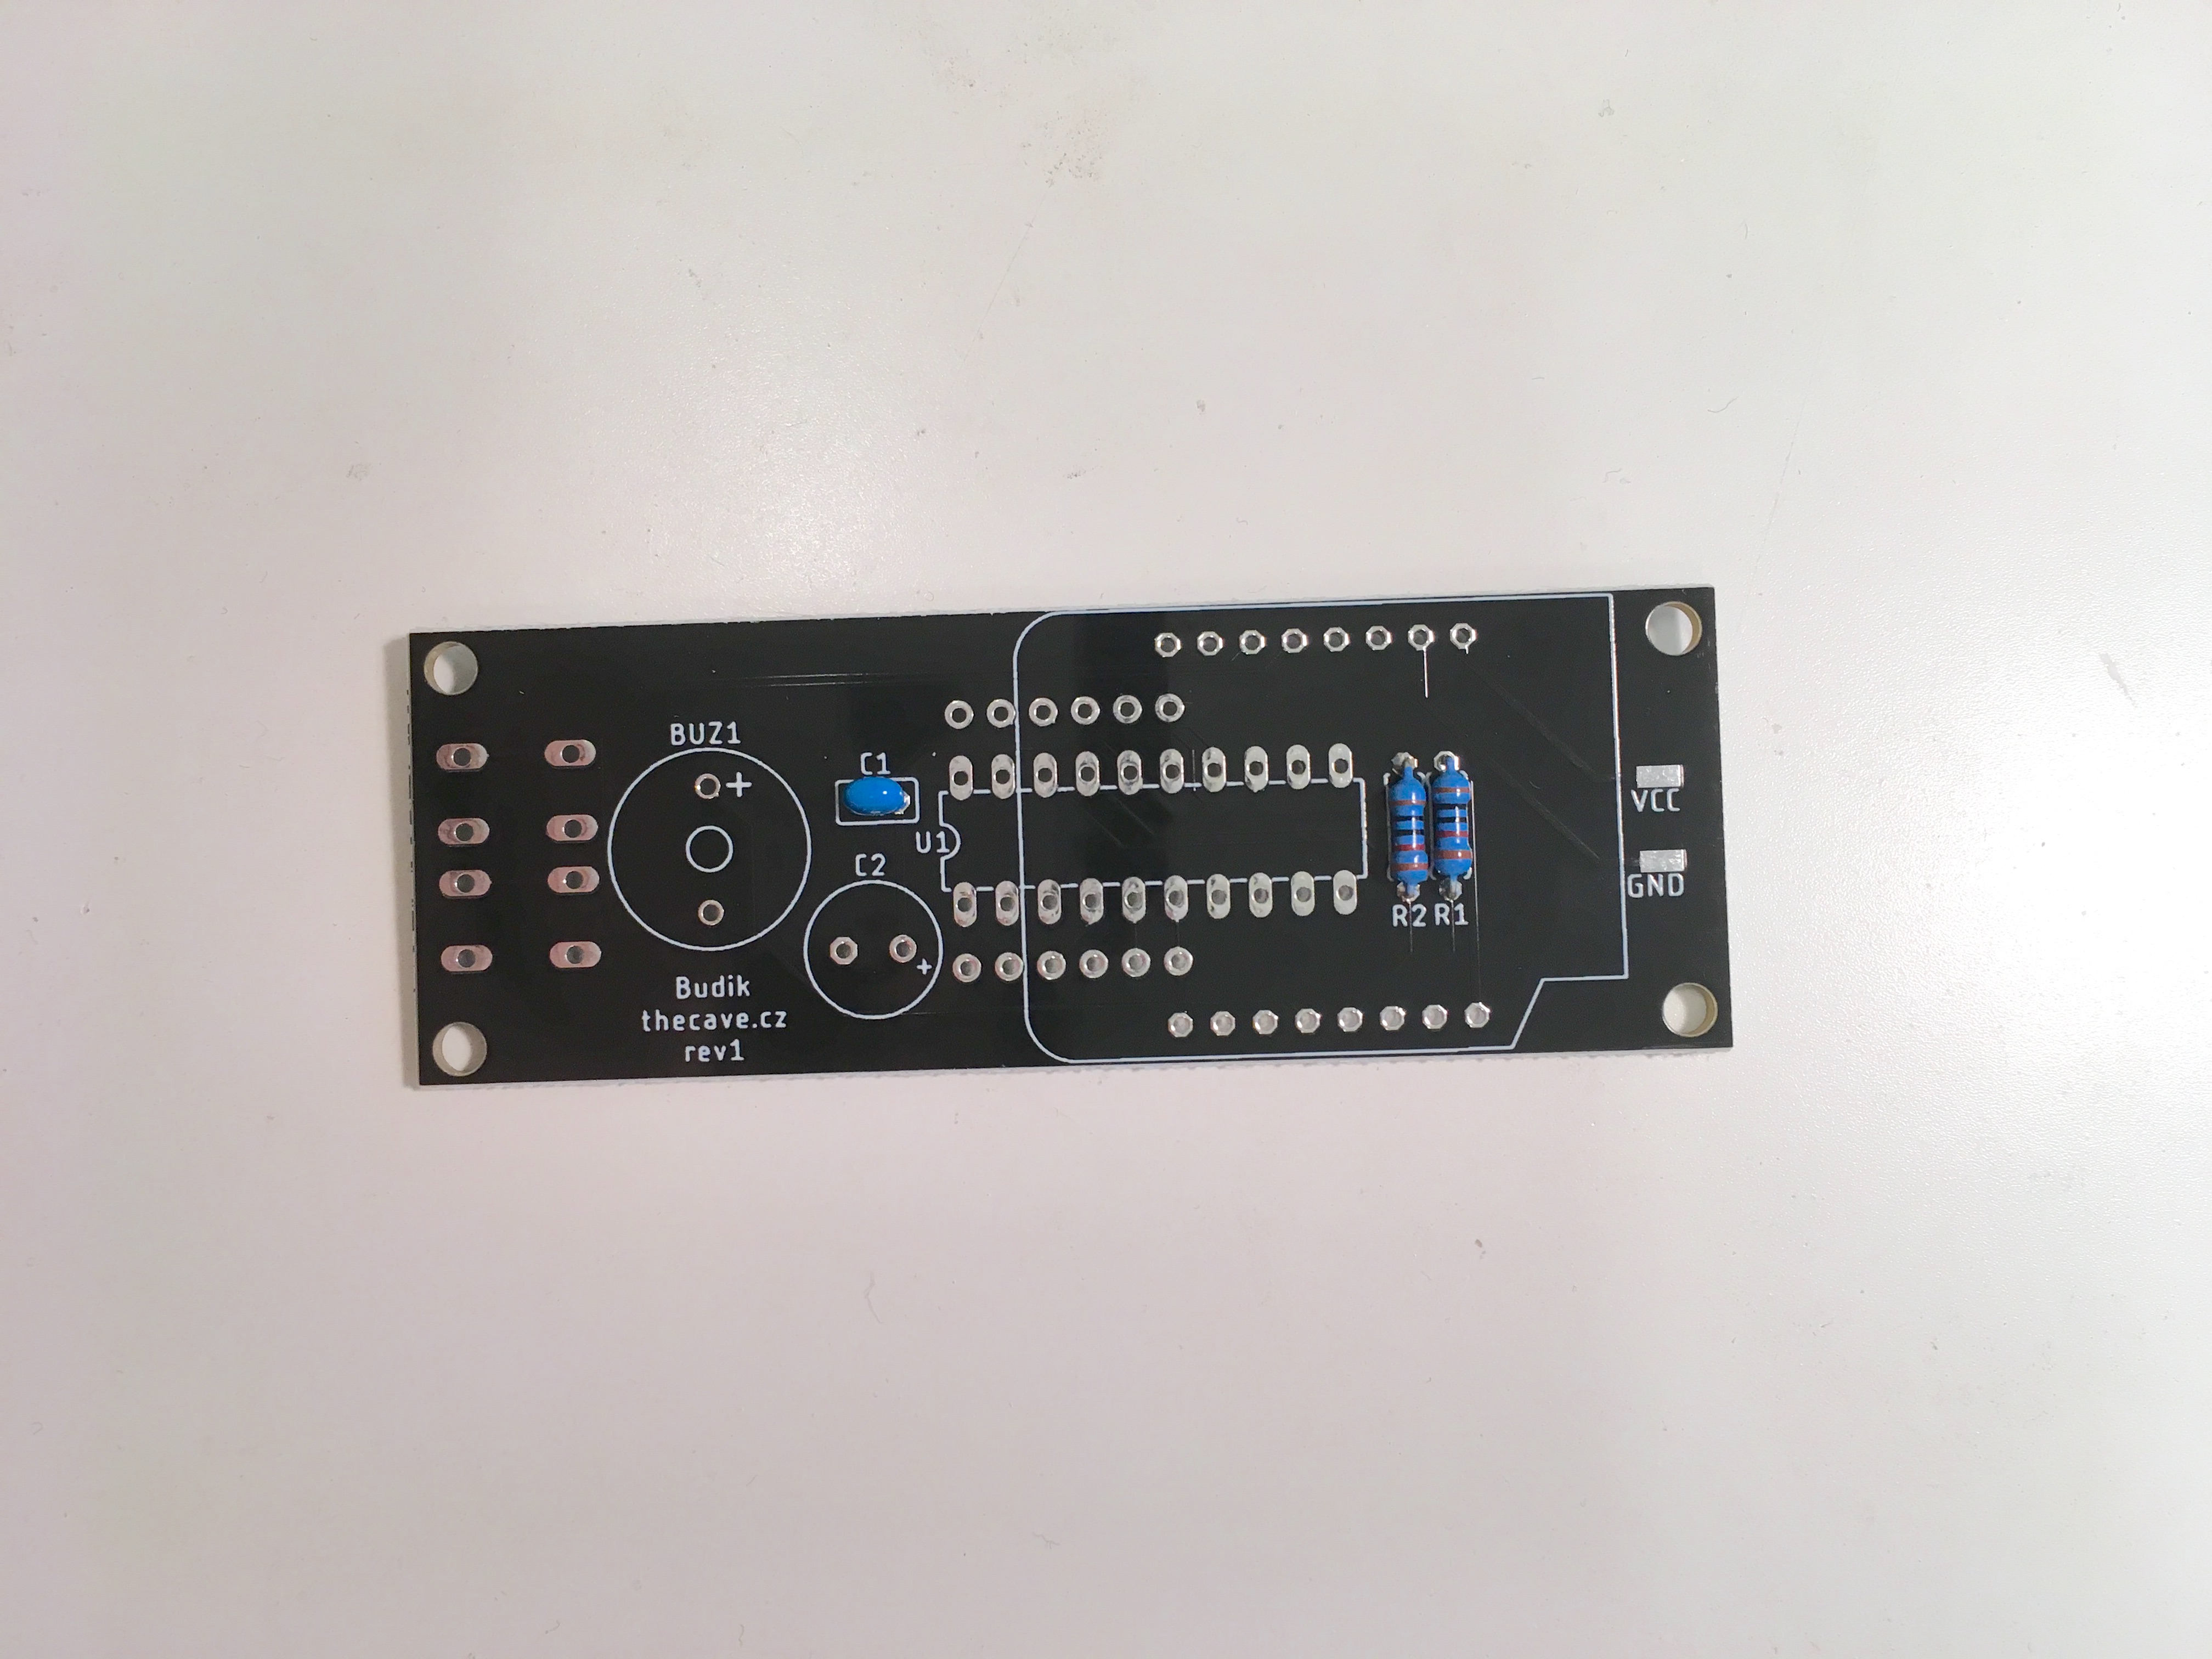 BUZ1
+
C1
U1
C2
+
R2 R1
VCC
GND
Budik
thecave.cz
rev1